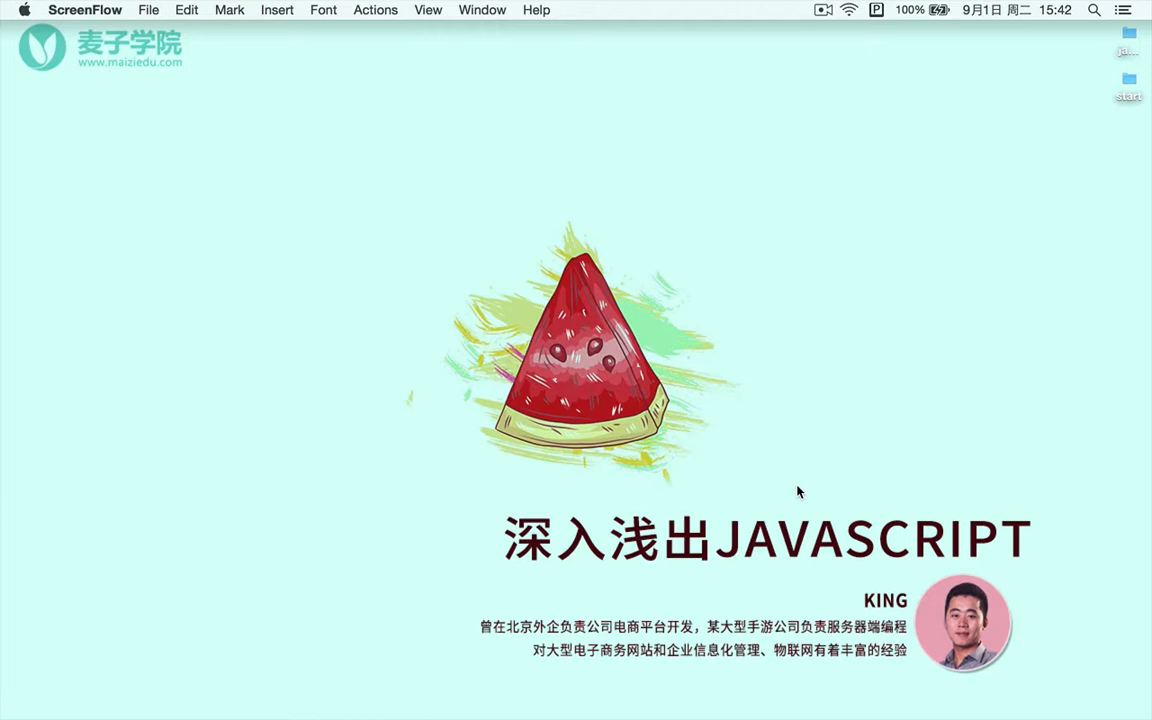 ScreenFlow File Edit Mark Insert Font Actions View Window Help P 100% 9月1日 周二 15:42
麦子学院
www.maiziedu.com
ja...
start
深入浅出JAVASCRIPT
KING
曾在北京外企负责公司电商平台开发，某大型手游公司负责服务器端编程
对大型电子商务网站和企业信息化管理、物联网有着丰富的经验